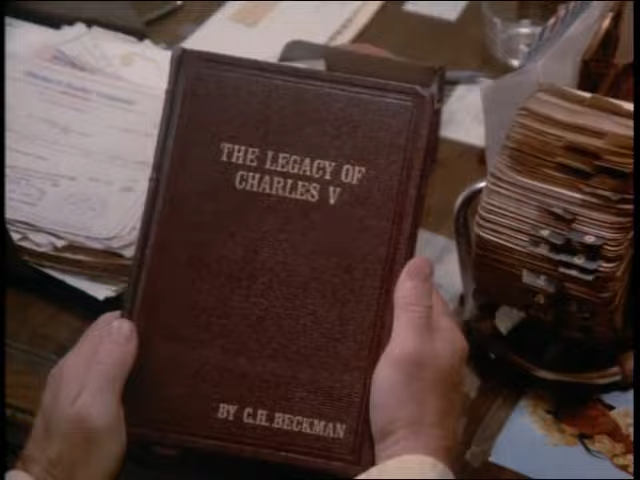 THE LEGACY OF
CHARLES V
BY C.H. BECKMAN